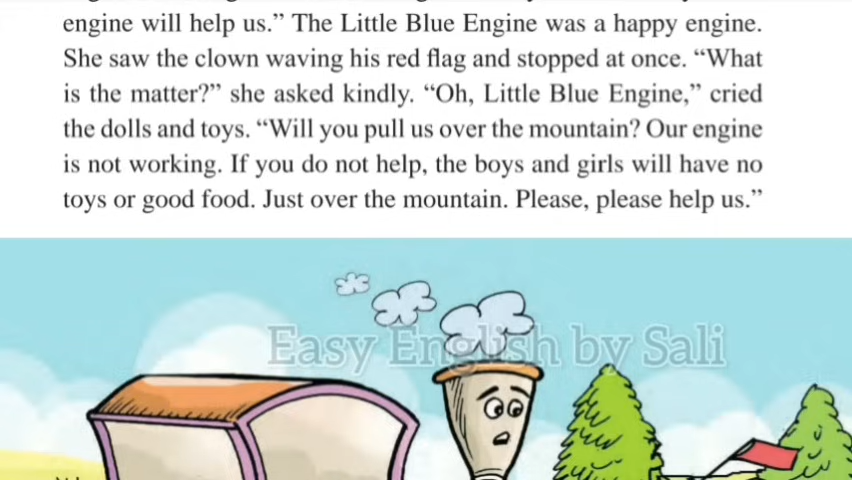 engine will help us.” The Little Blue Engine was a happy engine.
She saw the clown waving his red flag and stopped at once. “What
is the matter?” she asked kindly. “Oh, Little Blue Engine,” cried
the dolls and toys. “Will you pull us over the mountain? Our engine
is not working. If you do not help, the boys and girls will have no
toys or good food. Just over the mountain. Please, please help us.”
Easy English by Sali